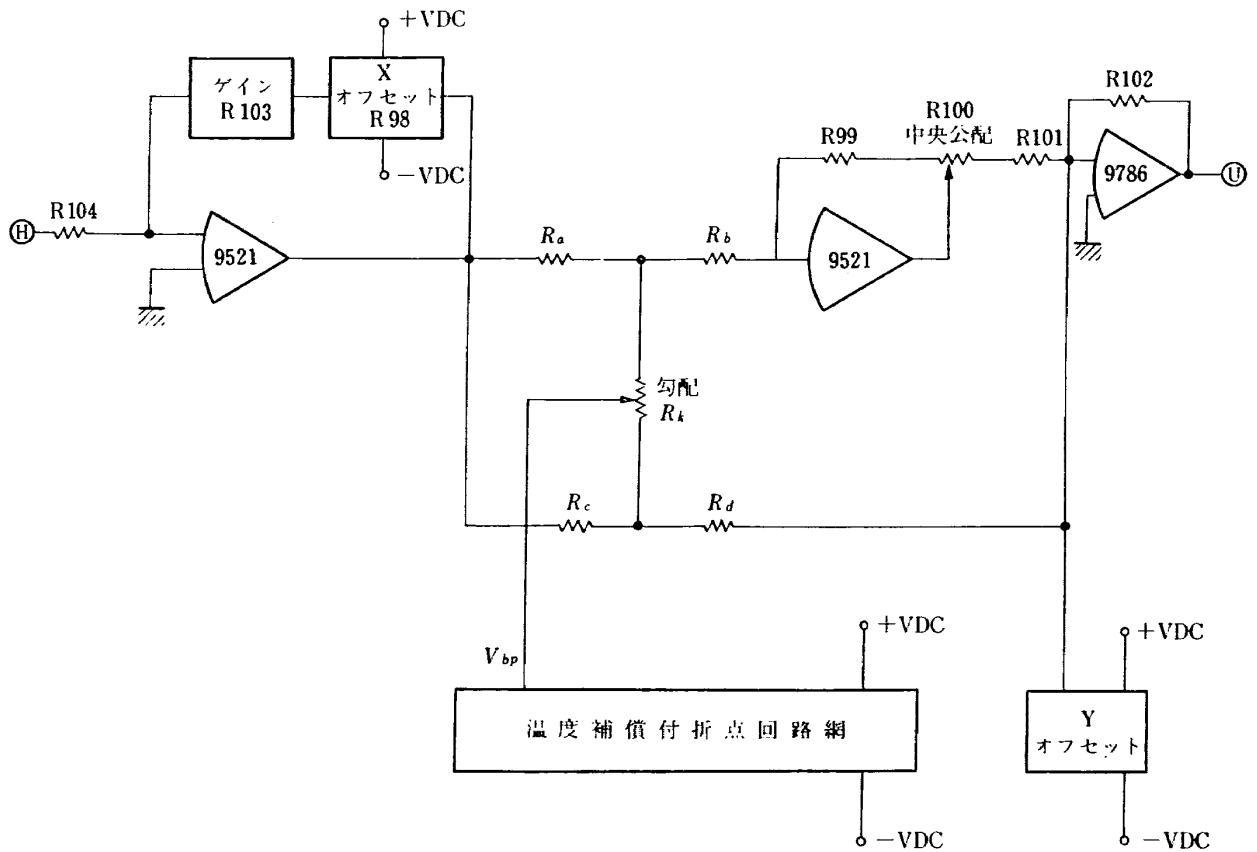 +VDC
ゲイン
R103
X
オフセット
R98
-VDC
R102
R100
中央公配
R99
R101
9786
U
H
R104
9521
Ra
Rb
9521
勾配
Rk
Rc
Rd
Vbp
+VDC
+VDC
温度補償付折点回路網
Y
オフセット
-VDC
-VDC